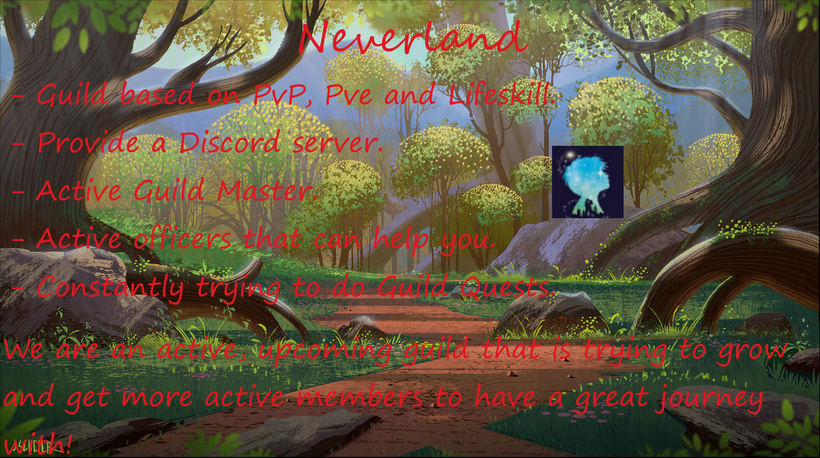 Neverland
- Guild based on PvP, Pve and Lifeskill.
- Provide a Discord server.
- Active Guild Master.
- Active officers that can help you.
- Constantly trying to do Guild Quests.
We are an active, upcoming guild that is trying to grow
and get more active members to have a great journey
with!